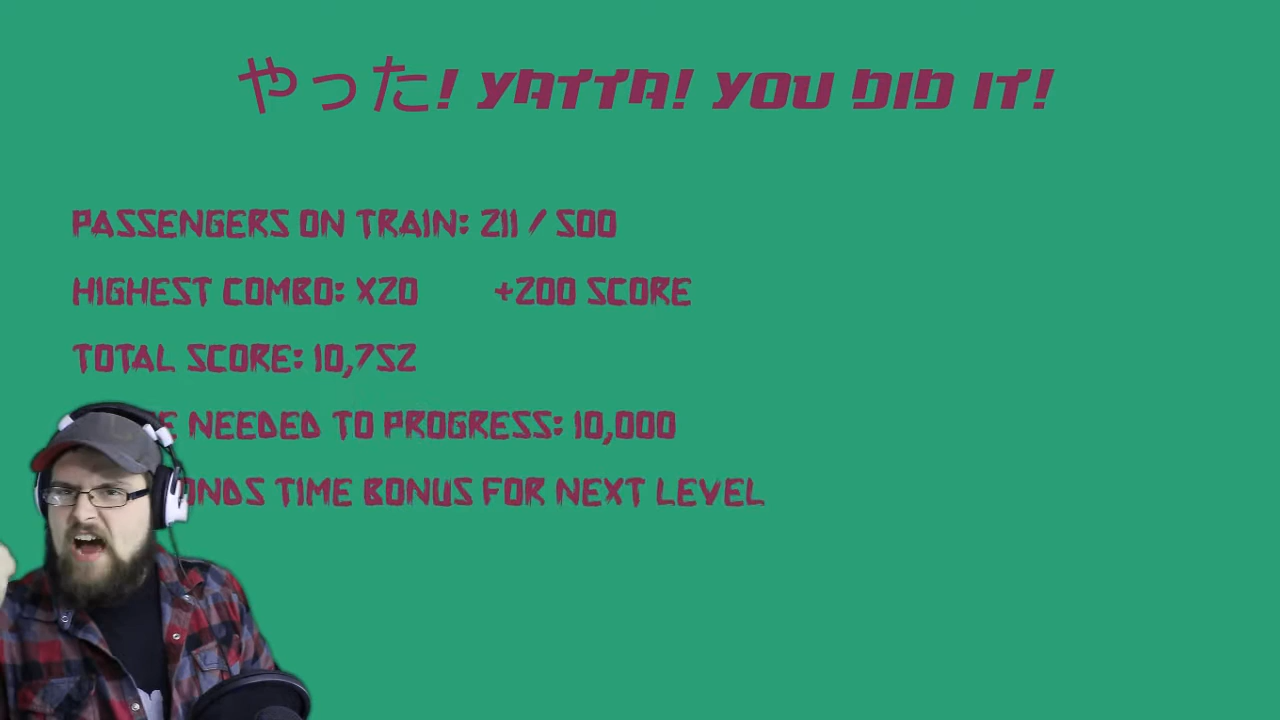 やった! YATTA! YOU DID IT!
PASSENGERS ON TRAIN: 211 / 500
HIGHEST COMBO: X20 +200 SCORE
TOTAL SCORE: 10,752
NEEDED TO PROGRESS: 10,000
TIME BONUS FOR NEXT LEVEL